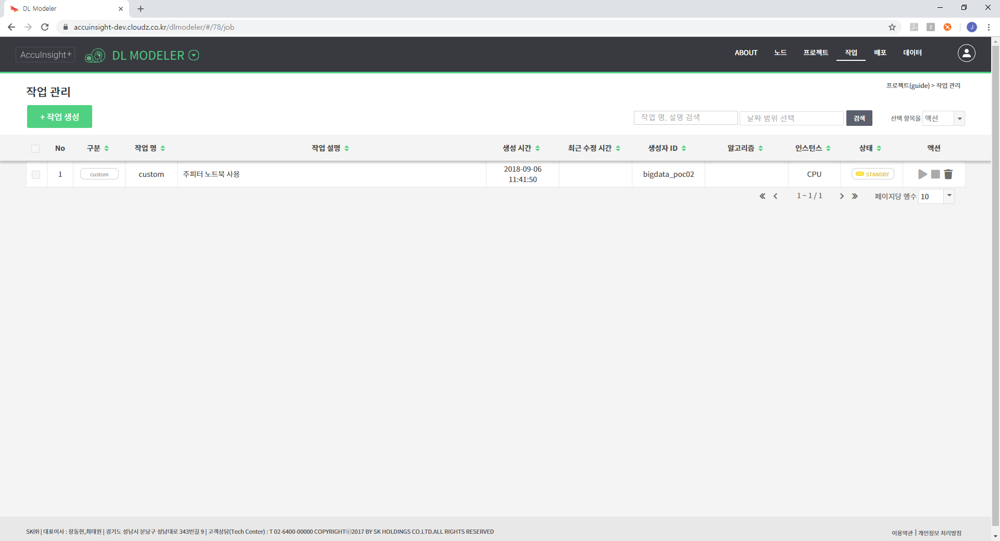 DL Modeler
accuinsight-dev.cloudz.co.kr/dlmodeler/#/78/job
J
AccuInsight+
DL MODELER
ABOUT 노드 프로젝트 작업 배포 데이터
작업 관리
프로젝트(guide) > 작업 관리
+ 작업 생성
작업 명, 설명 검색 날짜 범위 선택 검색 선택 항목을 액션
No 구분 작업 명 작업 설명 생성 시간 최근 수정 시간 생성자 ID 알고리즘 인스턴스 상태 액션
1 custom custom 주피터 노트북 사용 2018-09-06 11:41:50 bigdata_poc02 CPU STANDBY
1 ~ 1 / 1 페이지당 행수 10
SK㈜ | 대표이사 : 장동현,최태원 | 경기도 성남시 분당구 성남대로 343번길 9 | 고객상담(Tech Center) : T 02-6400-00000 COPYRIGHTⓒ2017 BY SK HOLDINGS CO.LTD.ALL RIGHTS RESERVED
이용약관 | 개인정보 처리방침